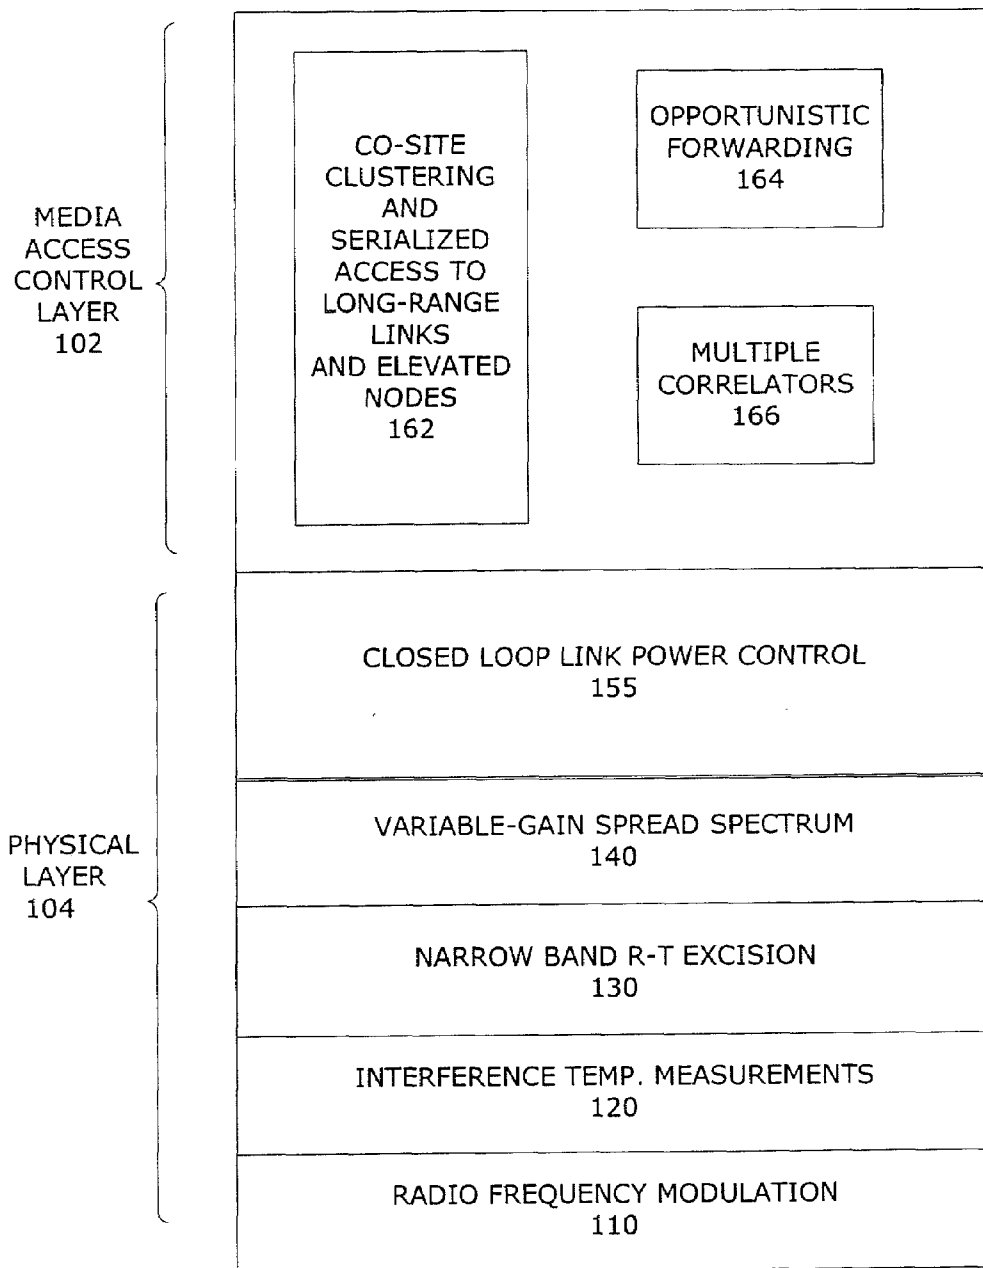 MEDIA
ACCESS
CONTROL
LAYER
102
CO-SITE
CLUSTERING
AND
SERIALIZED
ACCESS TO
LONG-RANGE
LINKS
AND ELEVATED
NODES
162
OPPORTUNISTIC
FORWARDING
164
MULTIPLE
CORRELATORS
166
PHYSICAL
LAYER
104
CLOSED LOOP LINK POWER CONTROL
155
VARIABLE-GAIN SPREAD SPECTRUM
140
NARROW BAND R-T EXCISION
130
INTERFERENCE TEMP. MEASUREMENTS
120
RADIO FREQUENCY MODULATION
110